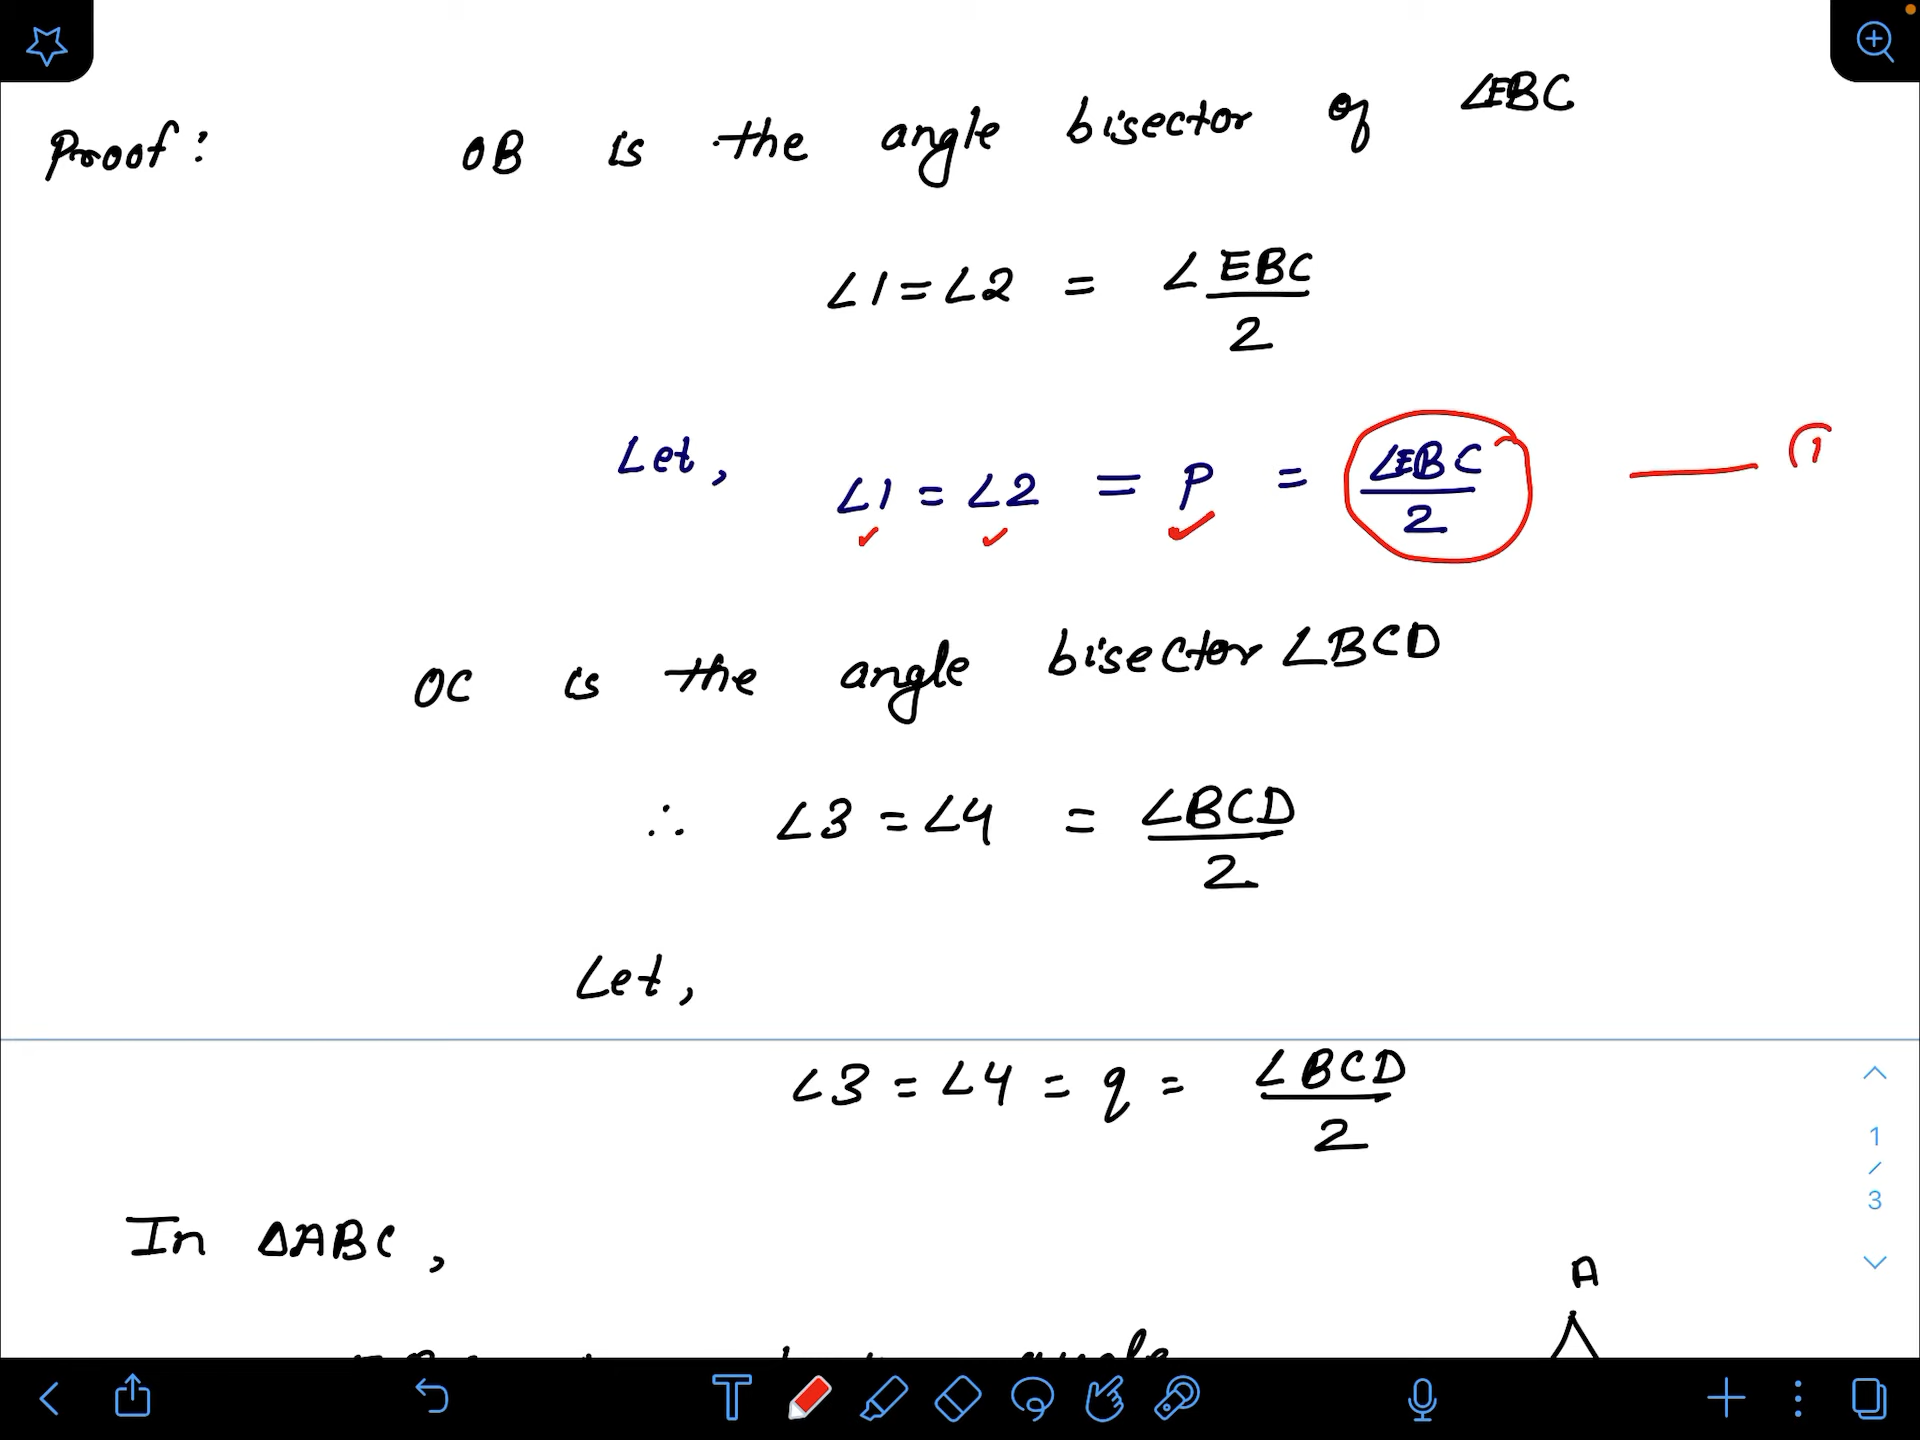 Proof: OB is the angle bisector of ∠EBC
∠1 = ∠2 = ∠EBC/2
Let, ∠1 = ∠2 = P = ∠EBC/2 —— (1
OC is the angle bisector ∠BCD
∴ ∠3 = ∠4 = ∠BCD/2
Let,
∠3 = ∠4 = q = ∠BCD/2
1
/
3
In ΔABC,
A
angle
T